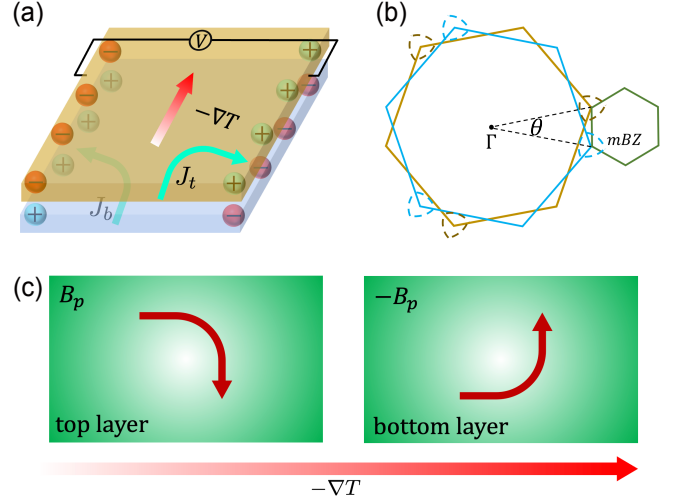 (a)
V
−∇T
J_t
J_b
+
−
(b)
Γ
θ
mBZ
(c)
B_p
top layer
−B_p
bottom layer
−∇T